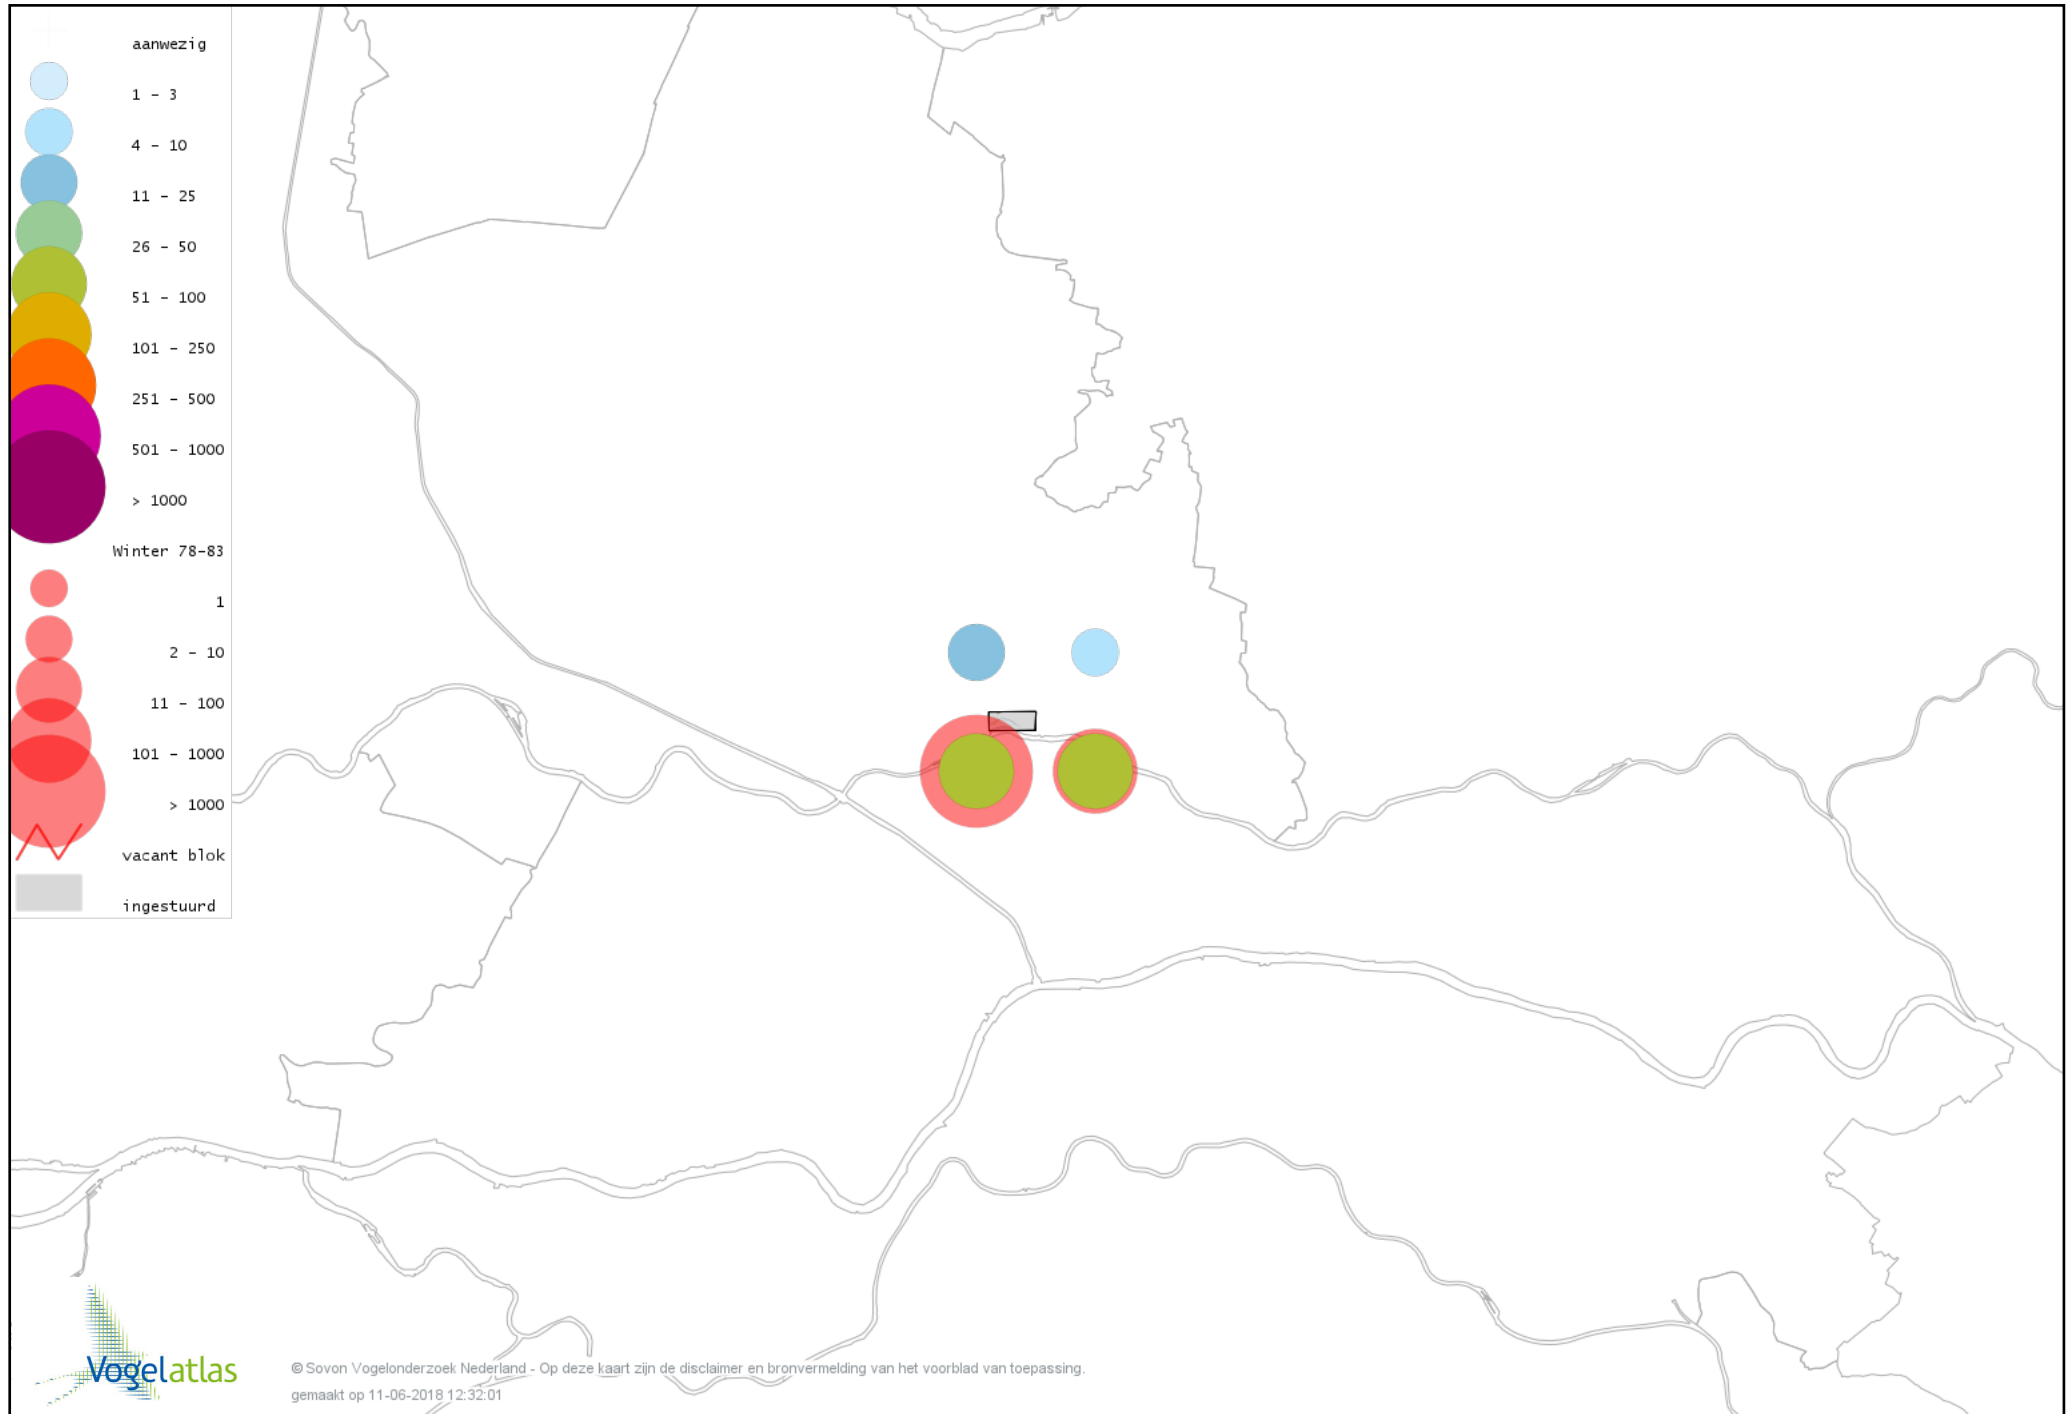 aanwezig
1 - 3
4 - 10
11 - 25
26 - 50
51 - 100
101 - 250
251 - 500
501 - 1000
> 1000
Winter 78-83
1
2 - 10
11 - 100
101 - 1000
> 1000
vacant blok
ingestuurd
Vogelatlas
© Sovon Vogelonderzoek Nederland - Op deze kaart zijn de disclaimer en bronvermelding van het voorblad van toepassing.
gemaakt op 11-06-2018 12:32:01